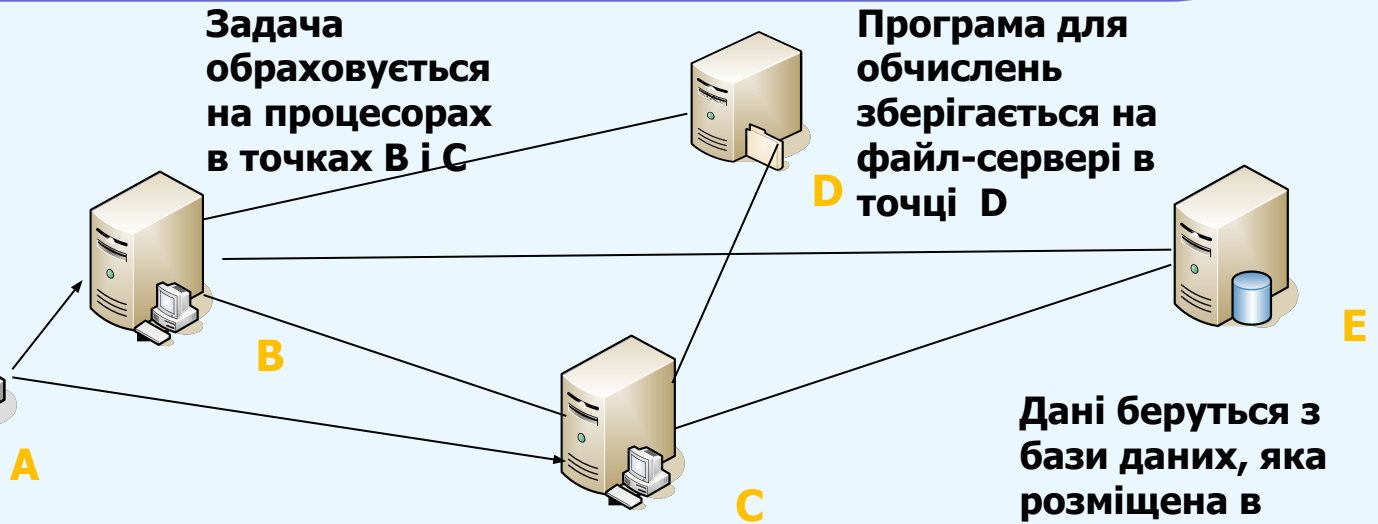 Задача
обраховується
на процесорах
в точках B і C
Програма для
обчислень
зберігається на
файл-сервері в
точці D
D
B
E
A
C
Дані беруться з
бази даних, яка
розміщена в